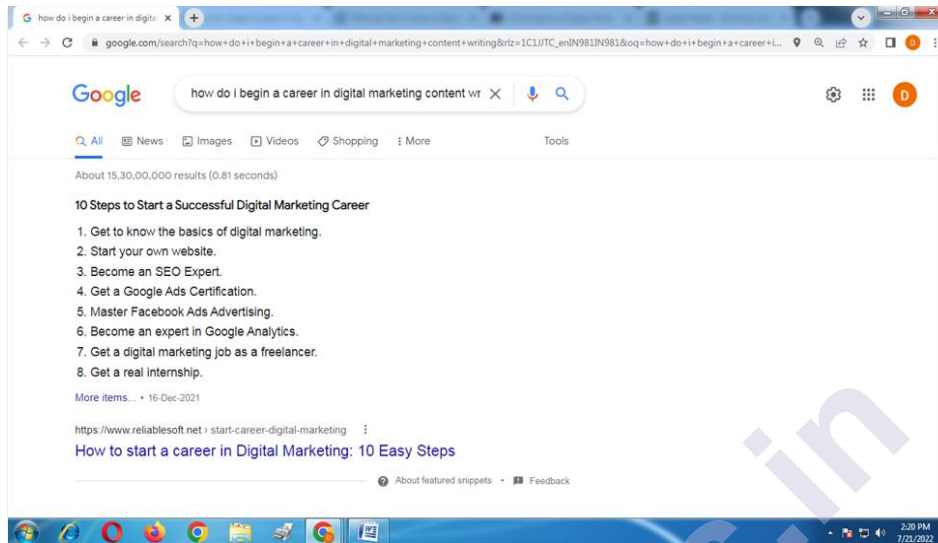 how do i begin a career in digita
google.com/search?q=how+do+i+begin+a+career+in+digital+marketing+content+writing&rlz=1C1JJTC_enIN981IN981&oq=how+do+i+begin+a+career+i...
D
Google
how do i begin a career in digital marketing content wr
D
All News Images Videos Shopping More Tools
About 15,30,00,000 results (0.81 seconds)
10 Steps to Start a Successful Digital Marketing Career
1. Get to know the basics of digital marketing.
2. Start your own website.
3. Become an SEO Expert.
4. Get a Google Ads Certification.
5. Master Facebook Ads Advertising.
6. Become an expert in Google Analytics.
7. Get a digital marketing job as a freelancer.
8. Get a real internship.
More items... • 16-Dec-2021
https://www.reliablesoft.net › start-career-digital-marketing
How to start a career in Digital Marketing: 10 Easy Steps
About featured snippets • Feedback
2:20 PM
7/21/2022